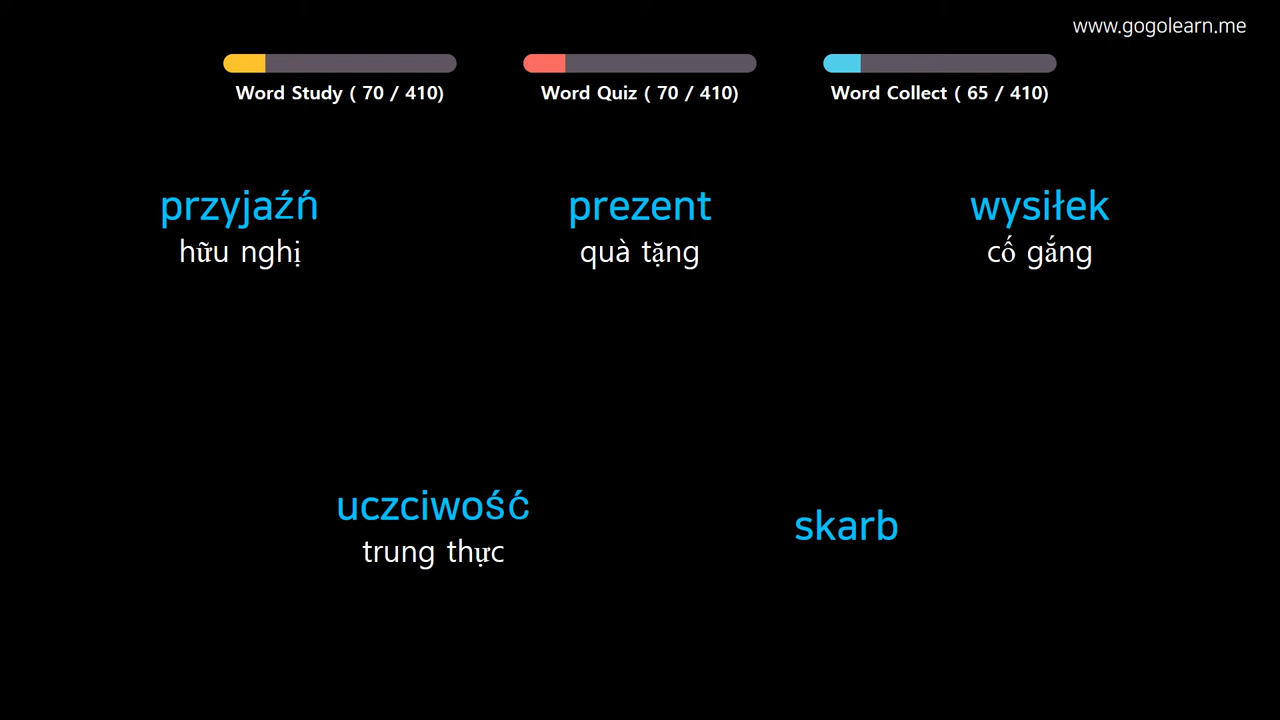 www.gogolearn.me
Word Study ( 70 / 410)
Word Quiz ( 70 / 410)
Word Collect ( 65 / 410)
przyjaźń
hữu nghị
prezent
quà tặng
wysiłek
cố gắng
uczciwość
trung thực
skarb